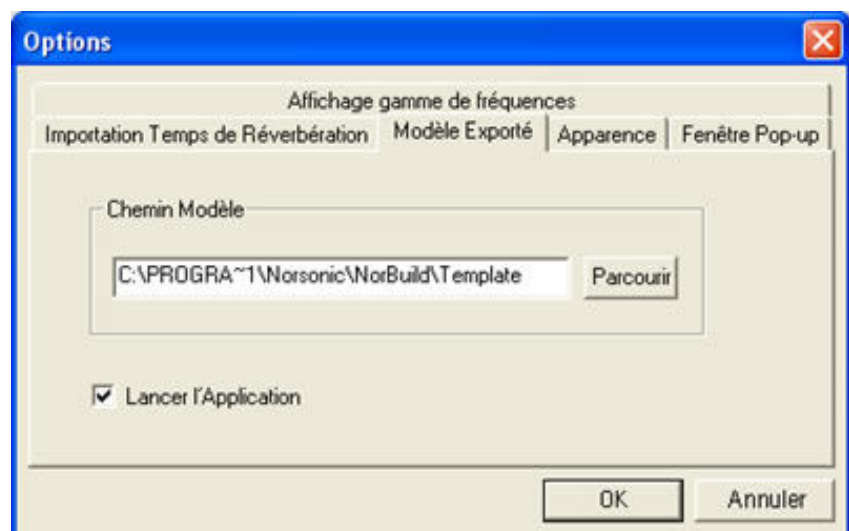 Options
Affichage gamme de fréquences
Importation Temps de Réverbération Modèle Exporté Apparence Fenêtre Pop-up
Chemin Modèle
C:\PROGRA~1\Norsonic\NorBuild\Template Parcourir
Lancer l'Application
OK Annuler